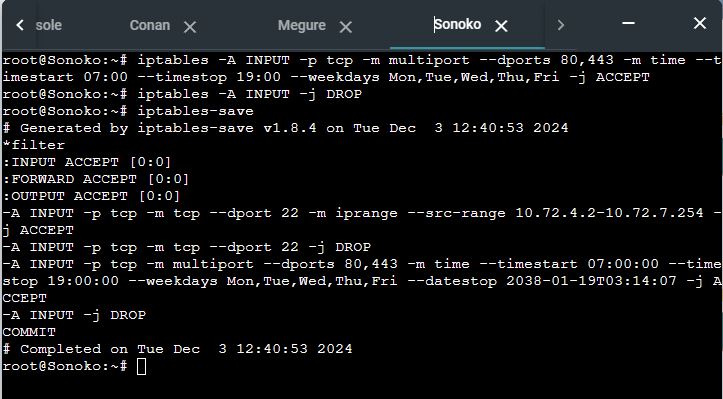 sole
Conan
Megure
Sonoko
root@Sonoko:~# iptables -A INPUT -p tcp -m multiport --dports 80,443 -m time --t
imestart 07:00 --timestop 19:00 --weekdays Mon,Tue,Wed,Thu,Fri -j ACCEPT
root@Sonoko:~# iptables -A INPUT -j DROP
root@Sonoko:~# iptables-save
# Generated by iptables-save v1.8.4 on Tue Dec  3 12:40:53 2024
*filter
:INPUT ACCEPT [0:0]
:FORWARD ACCEPT [0:0]
:OUTPUT ACCEPT [0:0]
-A INPUT -p tcp -m tcp --dport 22 -m iprange --src-range 10.72.4.2-10.72.7.254 -
j ACCEPT
-A INPUT -p tcp -m tcp --dport 22 -j DROP
-A INPUT -p tcp -m multiport --dports 80,443 -m time --timestart 07:00:00 --time
stop 19:00:00 --weekdays Mon,Tue,Wed,Thu,Fri --datestop 2038-01-19T03:14:07 -j A
CCEPT
-A INPUT -j DROP
COMMIT
# Completed on Tue Dec  3 12:40:53 2024
root@Sonoko:~#